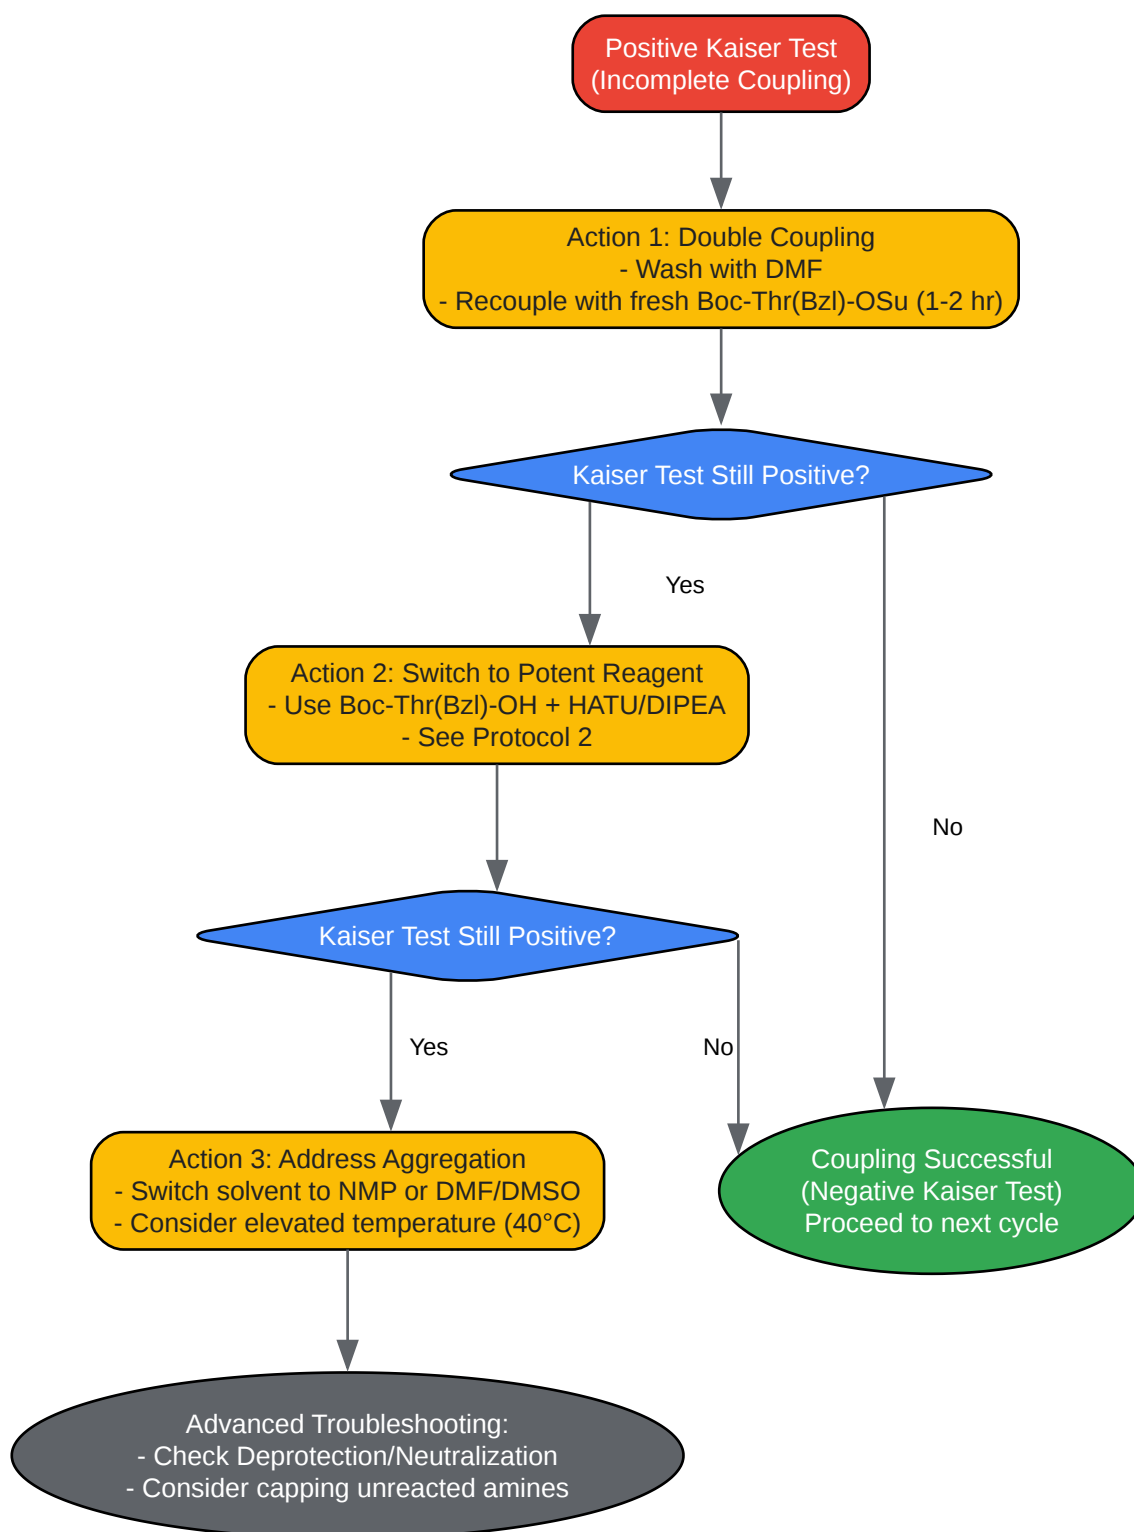 Positive Kaiser Test
(Incomplete Coupling)
Action 1: Double Coupling
- Wash with DMF
- Recouple with fresh Boc-Thr(Bzl)-OSu (1-2 hr)
Kaiser Test Still Positive?
Yes
No
Action 2: Switch to Potent Reagent
- Use Boc-Thr(Bzl)-OH + HATU/DIPEA
- See Protocol 2
Kaiser Test Still Positive?
Yes
No
Action 3: Address Aggregation
- Switch solvent to NMP or DMF/DMSO
- Consider elevated temperature (40°C)
Coupling Successful
(Negative Kaiser Test)
Proceed to next cycle
Advanced Troubleshooting:
- Check Deprotection/Neutralization
- Consider capping unreacted amines